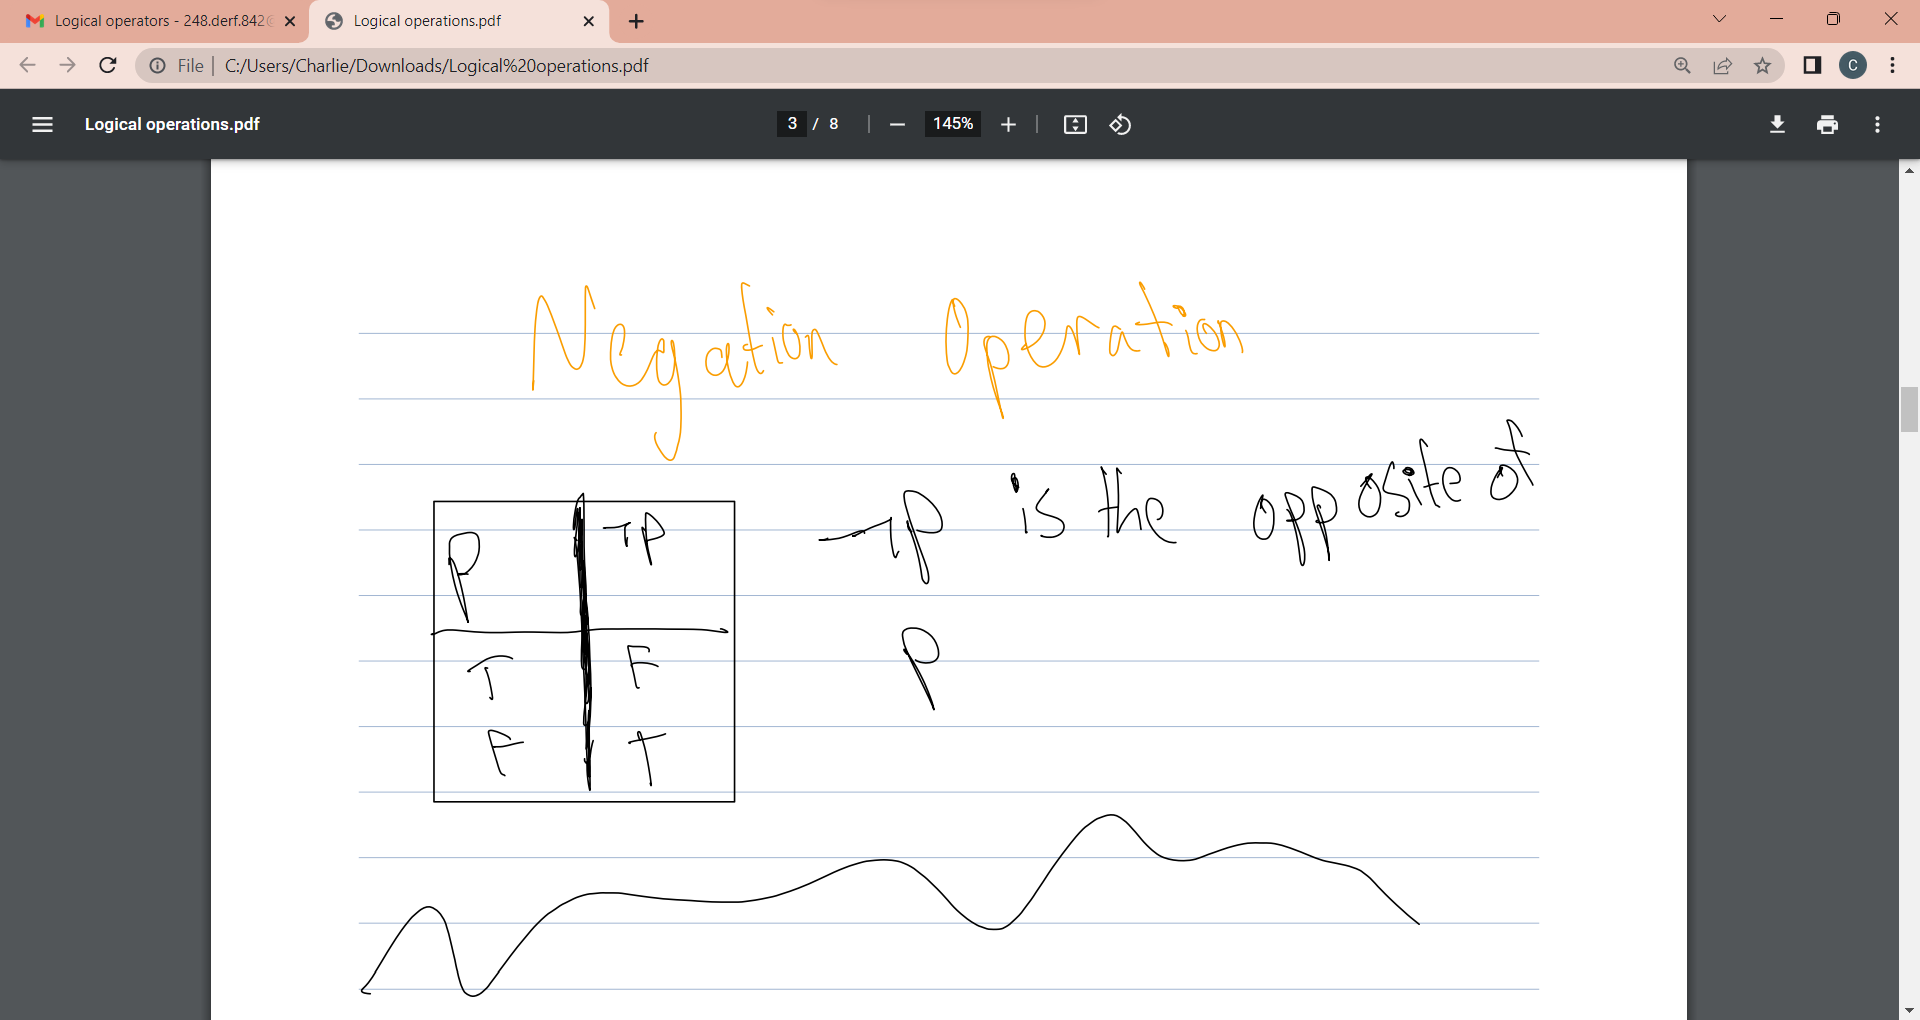 Logical operators - 248.derf.842@
Logical operations.pdf
File | C:/Users/Charlie/Downloads/Logical%20operations.pdf
C
Logical operations.pdf
3 / 8
145%
Negation Operation
¬P is the opposite of
P
P ¬P
T F
F T